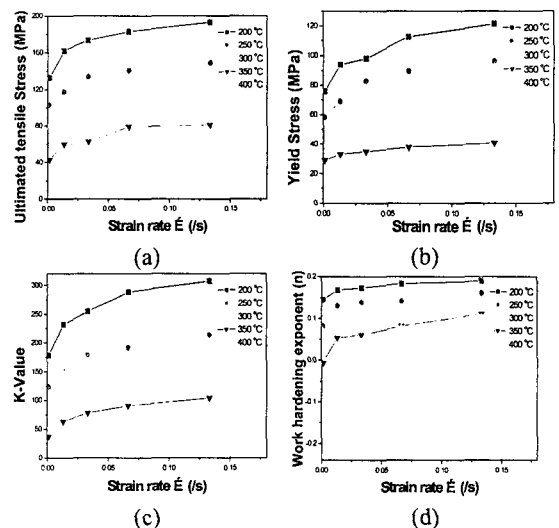 Ultimated tensile Stress (MPa)
200
160
120
80
40
0
0.00 0.05 0.10 0.15
200 °C
250 °C
300 °C
350 °C
400 °C
Strain rate É (/s)
(a)
Yield Stress (MPa)
120
100
80
60
40
20
0
0.00 0.05 0.10 0.15
200 °C
250 °C
300 °C
350 °C
400 °C
Strain rate É (/s)
(b)
K-Value
300
250
200
150
100
50
0
0.00 0.05 0.10 0.15
200 °C
250 °C
300 °C
350 °C
400 °C
Strain rate É (/s)
(c)
Work hardening exponent (n)
0.2
0.1
0.0
-0.1
-0.2
0.00 0.05 0.10 0.15
200 °C
250 °C
300 °C
350 °C
400 °C
Strain rate É (/s)
(d)